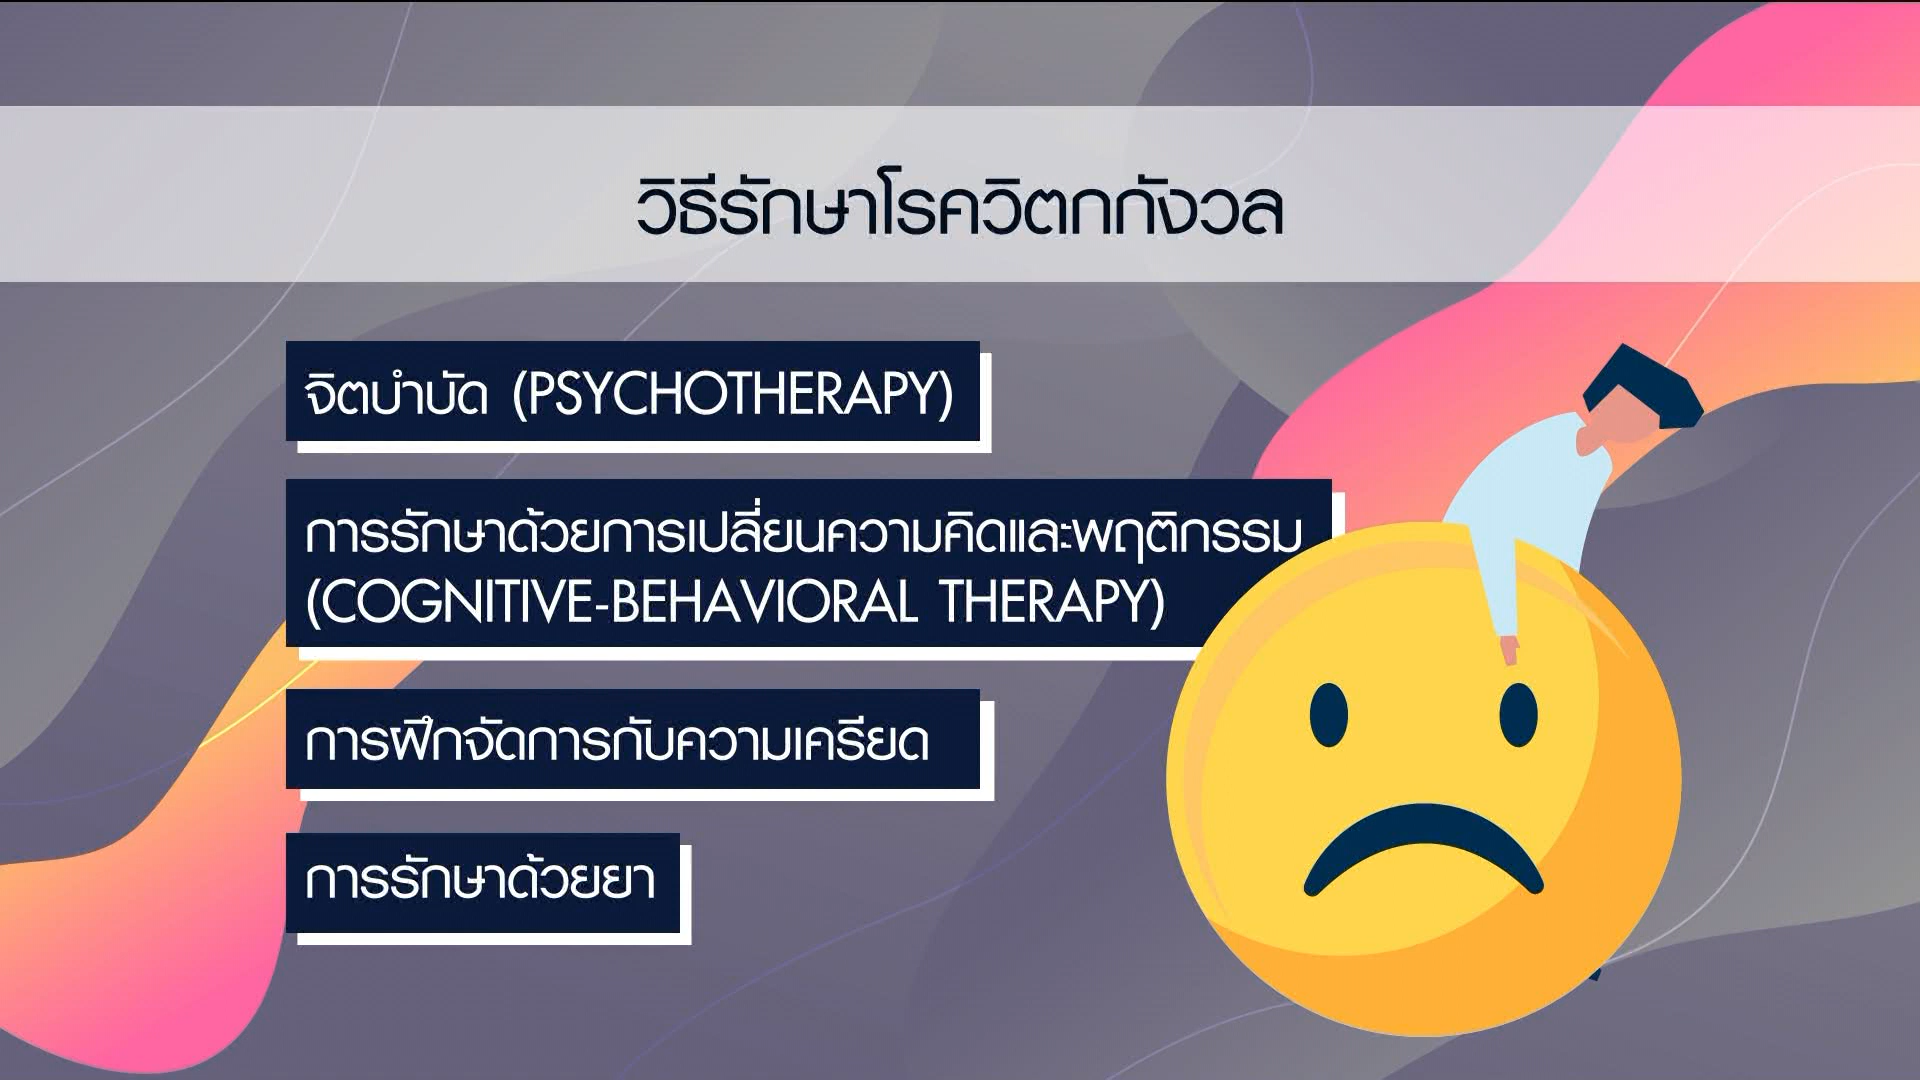 วิธีรักษาโรควิตกกังวล
จิตบำบัด (PSYCHOTHERAPY)
การรักษาด้วยการเปลี่ยนความคิดและพฤติกรรม
(COGNITIVE-BEHAVIORAL THERAPY)
การฝึกจัดการกับความเครียด
การรักษาด้วยยา